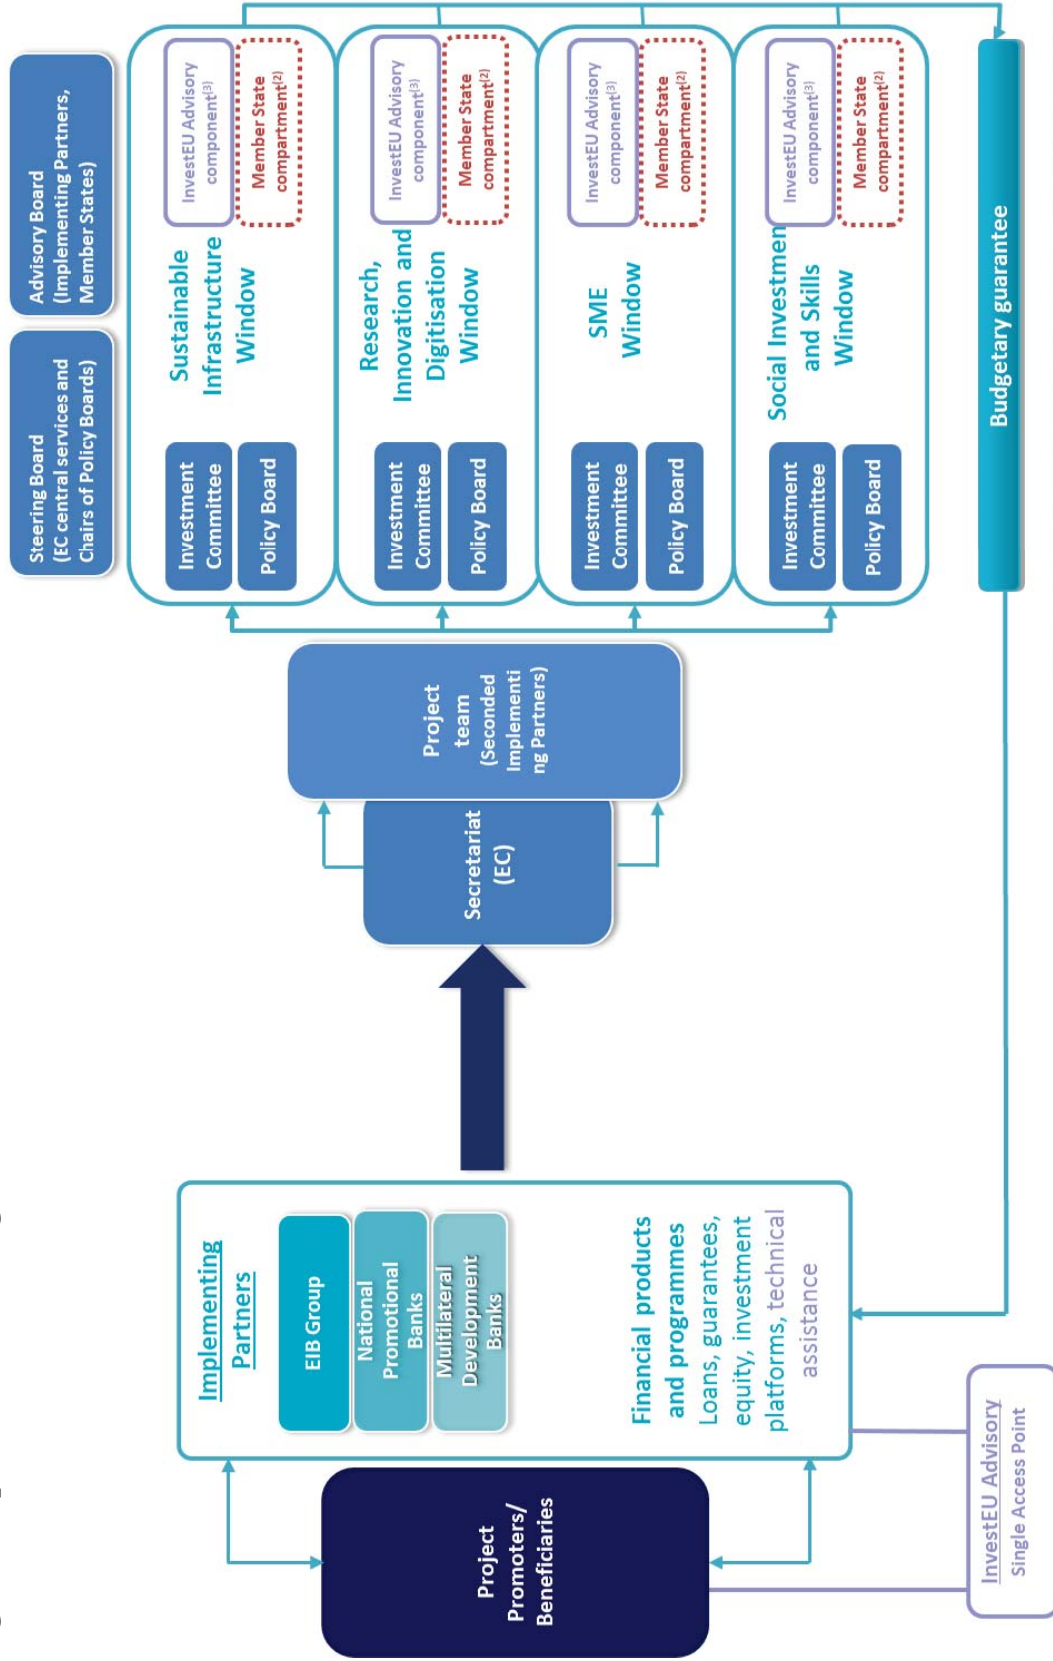 Steering Board
(EC central services and
Chairs of Policy Boards)
Advisory Board
(Implementing Partners,
Member States)
Project
Promoters/
Beneficiaries
Implementing
Partners
EIB Group
National
Promotional
Banks
Multilateral
Development
Banks
Financial products
and programmes
Loans, guarantees,
equity, investment
platforms, technical
assistance
InvestEU Advisory
Single Access Point
Secretariat
(EC)
Project
team
(Seconded
Implementi
ng Partners)
Investment
Committee
Policy Board
Sustainable
Infrastructure
Window
InvestEU Advisory
component(3)
Member State
compartment(2)
Investment
Committee
Policy Board
Research,
Innovation and
Digitisation
Window
InvestEU Advisory
component(3)
Member State
compartment(2)
Investment
Committee
Policy Board
SME
Window
InvestEU Advisory
component(3)
Member State
compartment(2)
Investment
Committee
Policy Board
Social Investmen
and Skills
Window
InvestEU Advisory
component(3)
Member State
compartment(2)
Budgetary guarantee